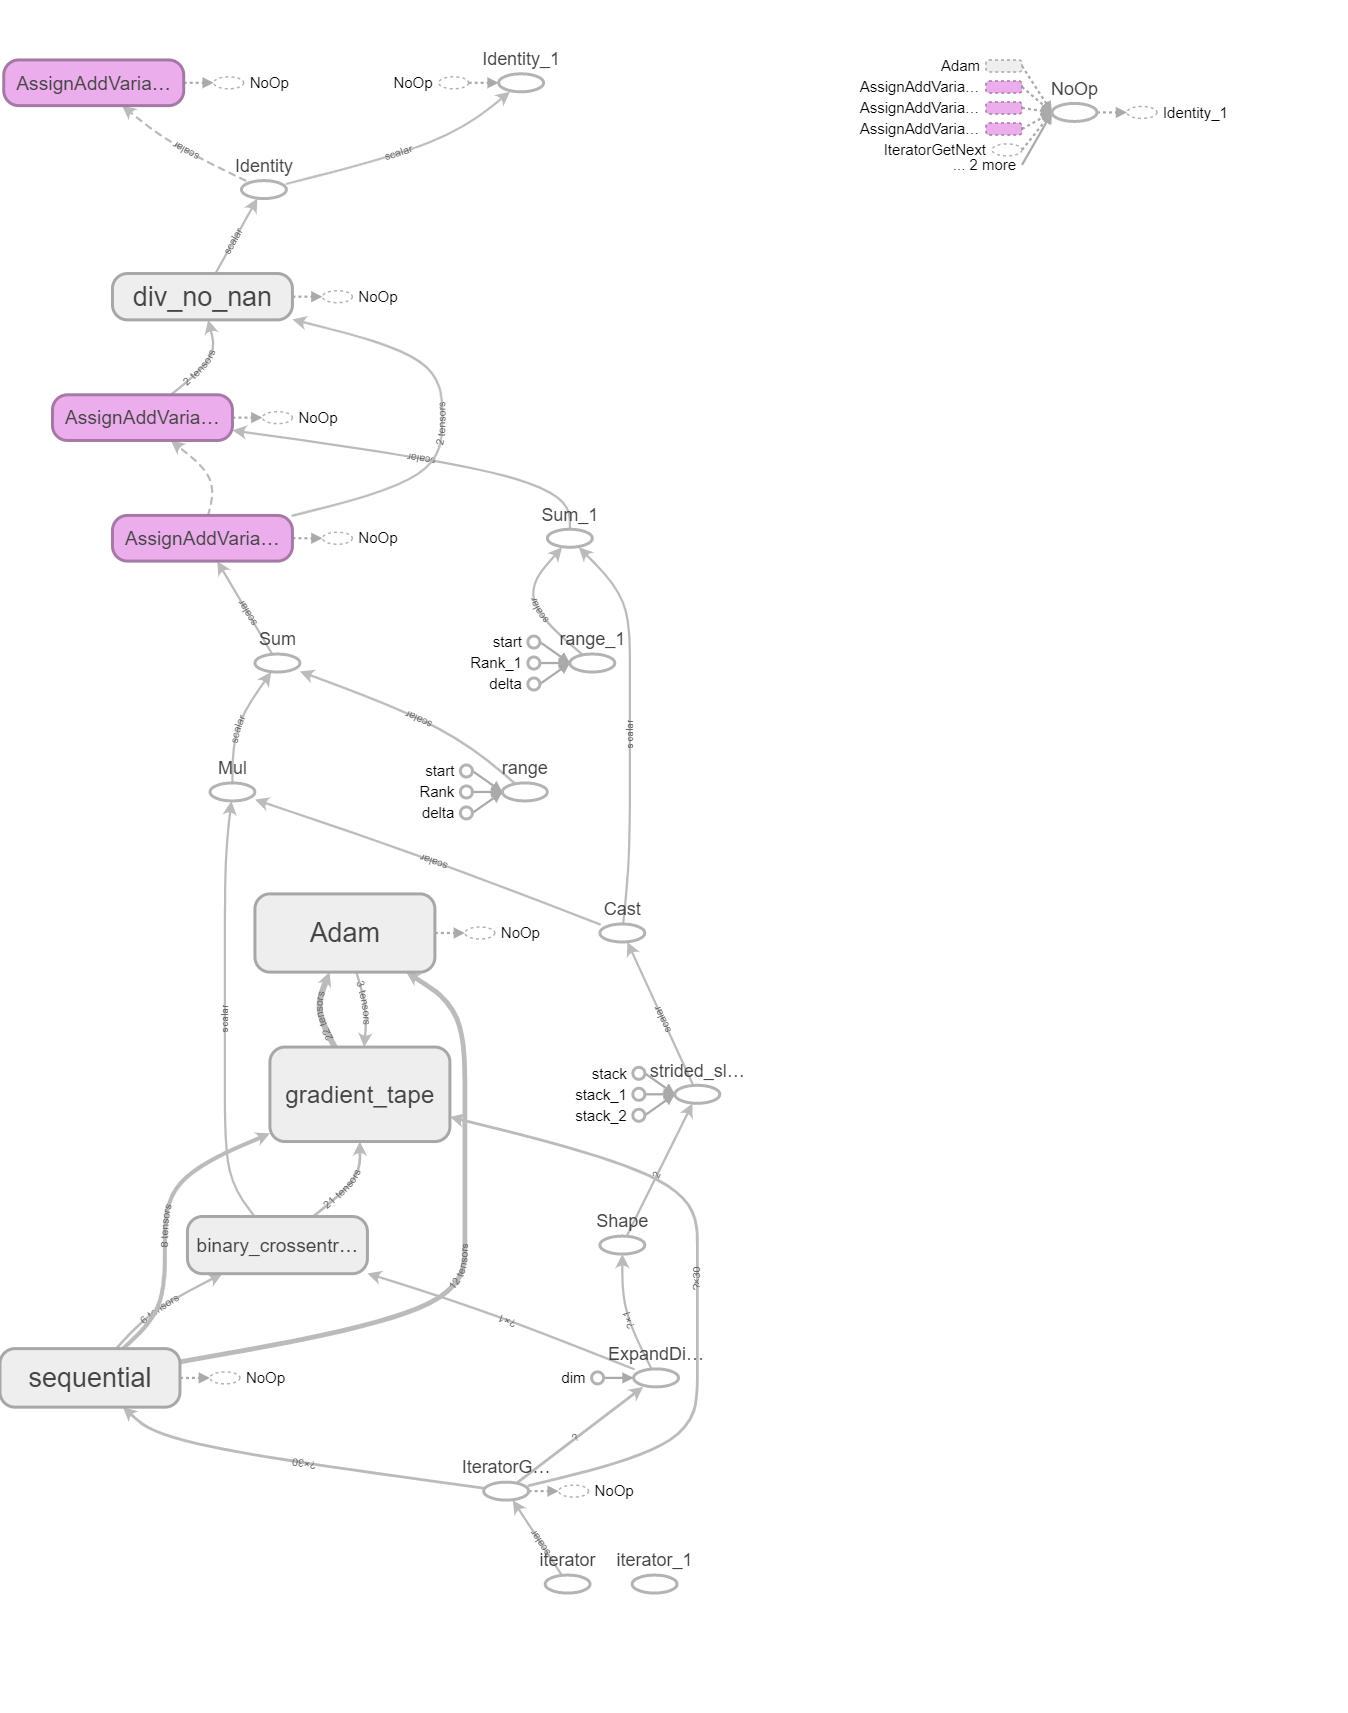 Identity_1
AssignAddVaria…
NoOp
NoOp
scalar
scalar
Identity
scalar
div_no_nan
NoOp
2 tensors
AssignAddVaria…
NoOp
2 tensors
scalar
Sum_1
AssignAddVaria…
NoOp
scalar
scalar
Sum
start
range_1
Rank_1
delta
scalar
scalar
scalar
Mul
start
range
Rank
delta
scalar
Cast
Adam
NoOp
22 tensors
3 tensors
scalar
scalar
gradient_tape
stack
strided_sl…
stack_1
stack_2
21 tensors
?
8 tensors
Shape
binary_crossentr…
12 tensors
?×30
6 tensors
?×1
?×1
ExpandDi…
sequential
NoOp
dim
?
?×30
IteratorG…
NoOp
scalar
iterator
iterator_1
Adam
AssignAddVaria…
NoOp
AssignAddVaria…
Identity_1
AssignAddVaria…
IteratorGetNext
... 2 more